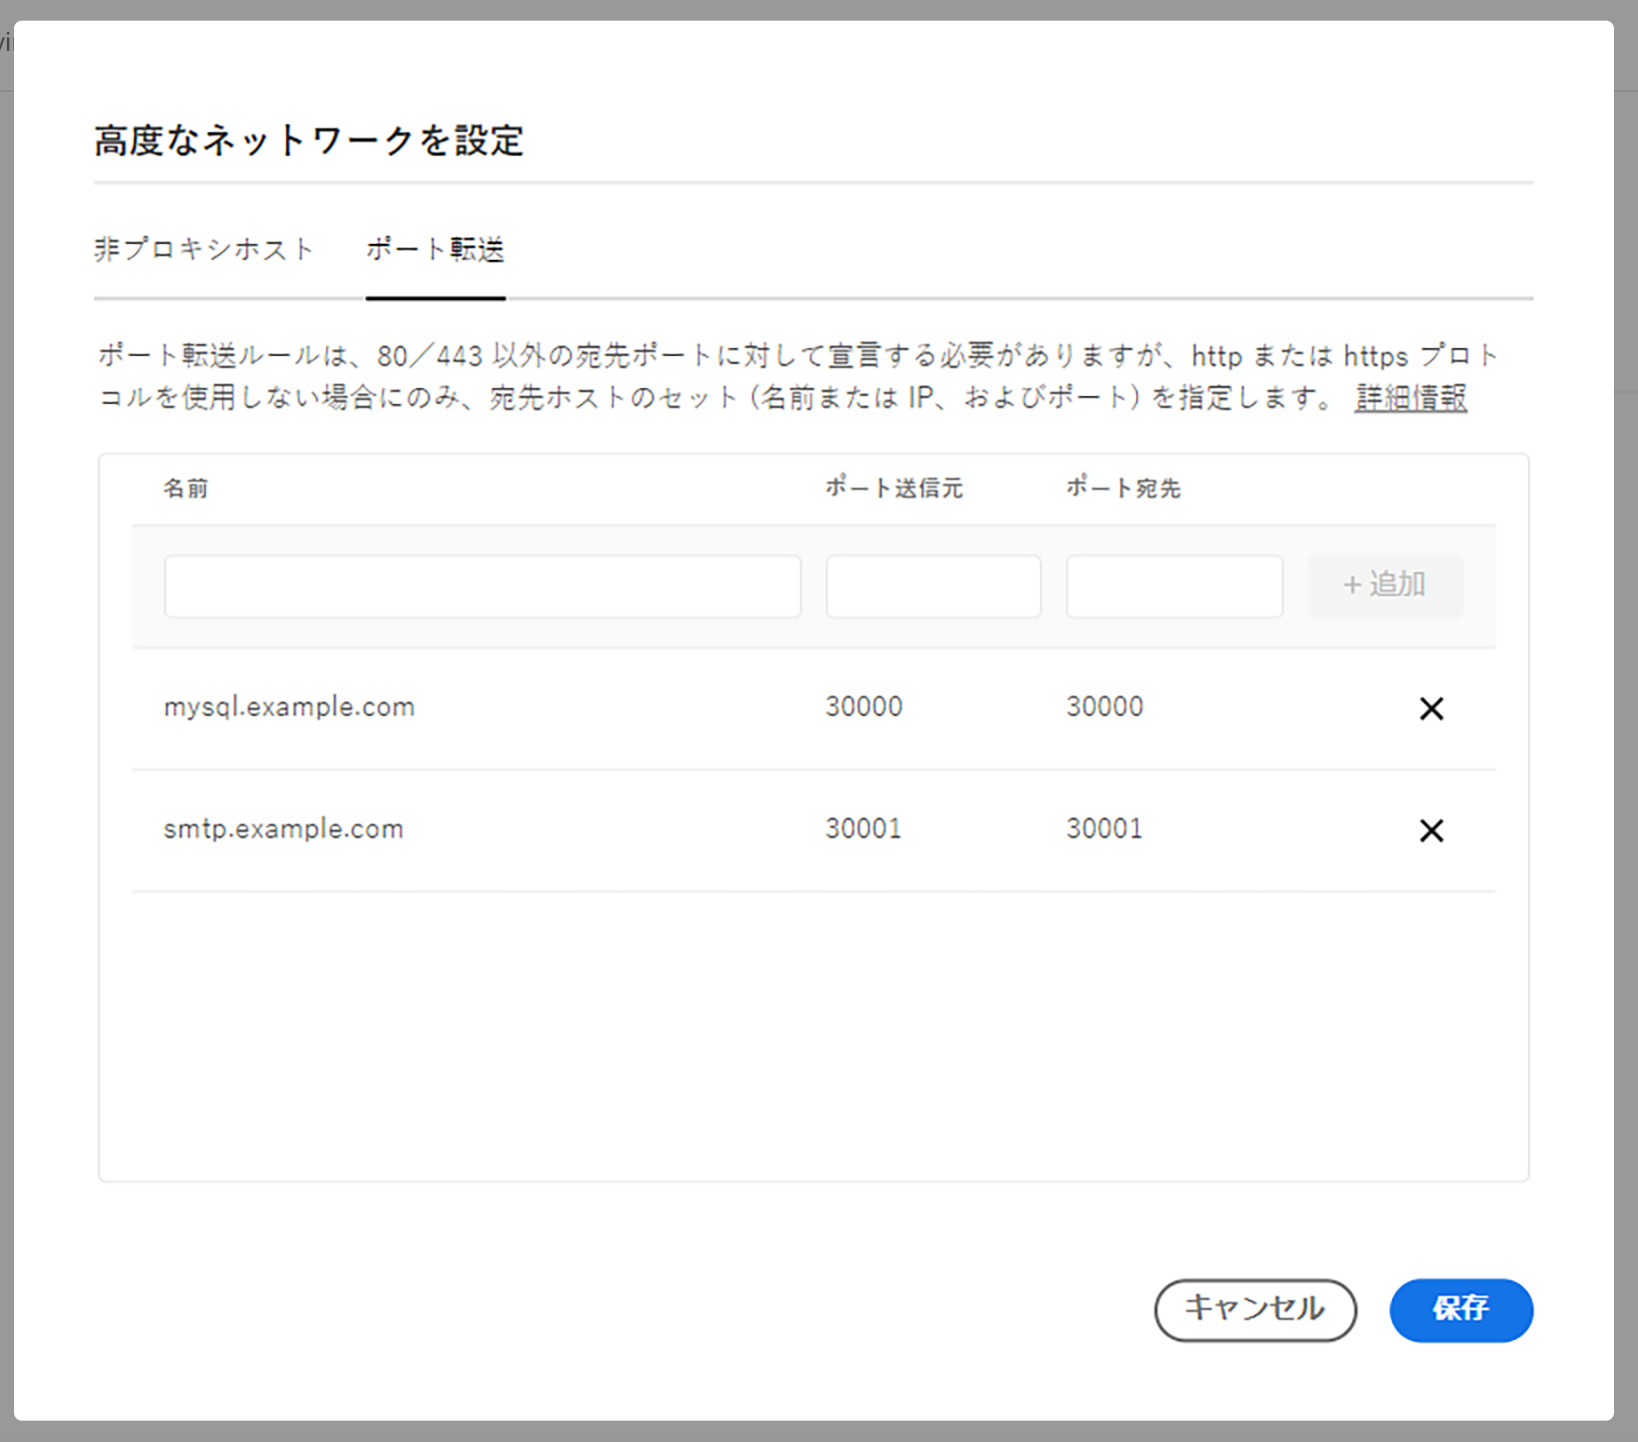 高度なネットワークを設定
非プロキシホスト ポート転送
ポート転送ルールは、80／443 以外の宛先ポートに対して宣言する必要がありますが、http または https プロト
コルを使用しない場合にのみ、宛先ホストのセット (名前または IP、およびポート) を指定します。 詳細情報
名前 ポート送信元 ポート宛先
+ 追加
mysql.example.com 30000 30000
smtp.example.com 30001 30001
キャンセル 保存